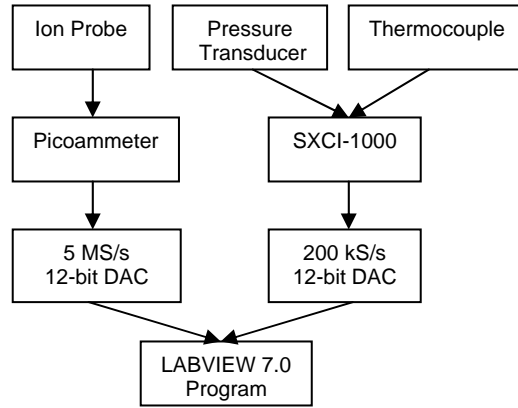 Ion Probe
Pressure
Transducer
Thermocouple
Picoammeter
SXCI-1000
5 MS/s
12-bit DAC
200 kS/s
12-bit DAC
LABVIEW 7.0
Program